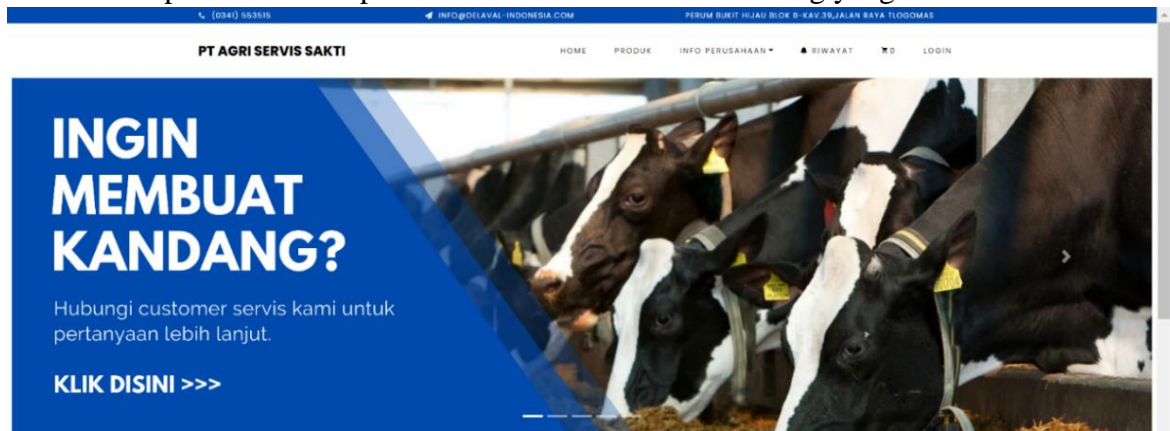 (0341) 553515
INFO@DELAVAL-INDONESIA.COM
PERUM BUKIT HIJAU BLOK B-KAV.39,JALAN RAYA TLOGOMAS
PT AGRI SERVIS SAKTI
HOME PRODUK INFO PERUSAHAAN RIWAYAT 0 LOGIN
INGIN
MEMBUAT
KANDANG?
Hubungi customer servis kami untuk
pertanyaan lebih lanjut.
KLIK DISINI >>>